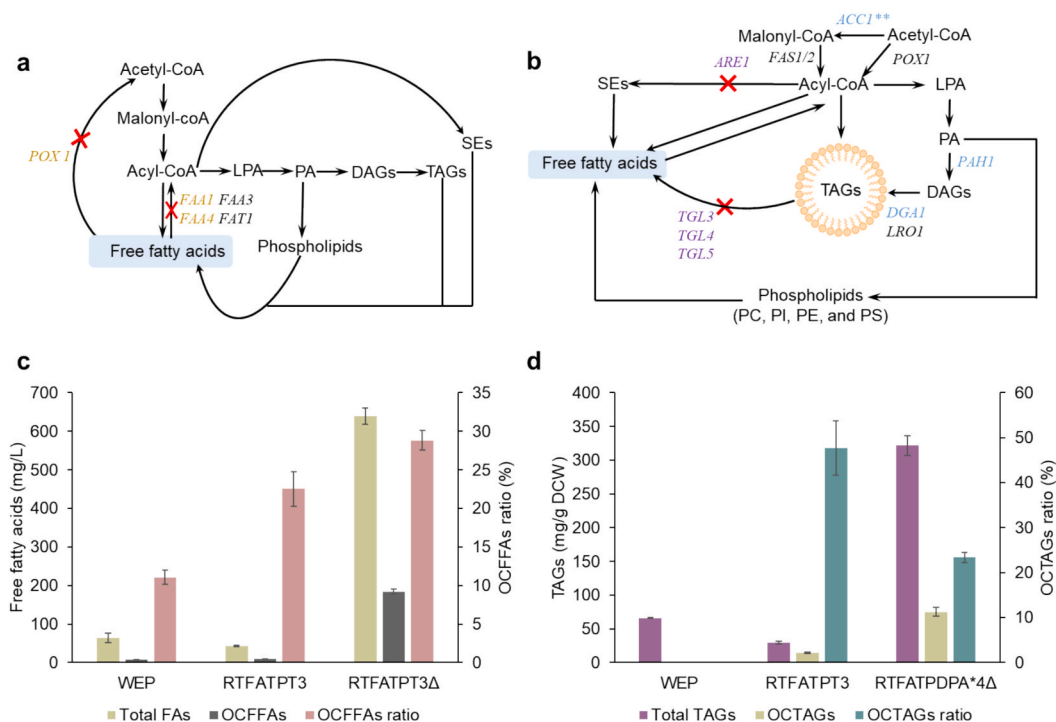 a
Acetyl-CoA
Malonyl-coA
POX 1
Acyl-CoA
LPA
PA
DAGs
TAGs
SEs
FAA1 FAA3
FAA4 FAT1
Free fatty acids
Phospholipids
b
ACC1**
Malonyl-CoA
Acetyl-CoA
FAS1/2
POX1
ARE1
SEs
Acyl-CoA
LPA
PA
PAH1
Free fatty acids
TAGs
DAGs
DGA1
LRO1
TGL3
TGL4
TGL5
Phospholipids
(PC, PI, PE, and PS)
c
Free fatty acids (mg/L)
700
600
500
400
300
200
100
0
35
30
25
20
15
10
5
0
OCFFAs ratio (%)
WEP
RTFATPT3
RTFATPT3Δ
Total FAs
OCFFAs
OCFFAs ratio
d
TAGs (mg/g DCW)
400
350
300
250
200
150
100
50
0
60
50
40
30
20
10
0
OCTAGs ratio (%)
WEP
RTFATPT3
RTFATPDPA*4Δ
Total TAGs
OCTAGs
OCTAGs ratio